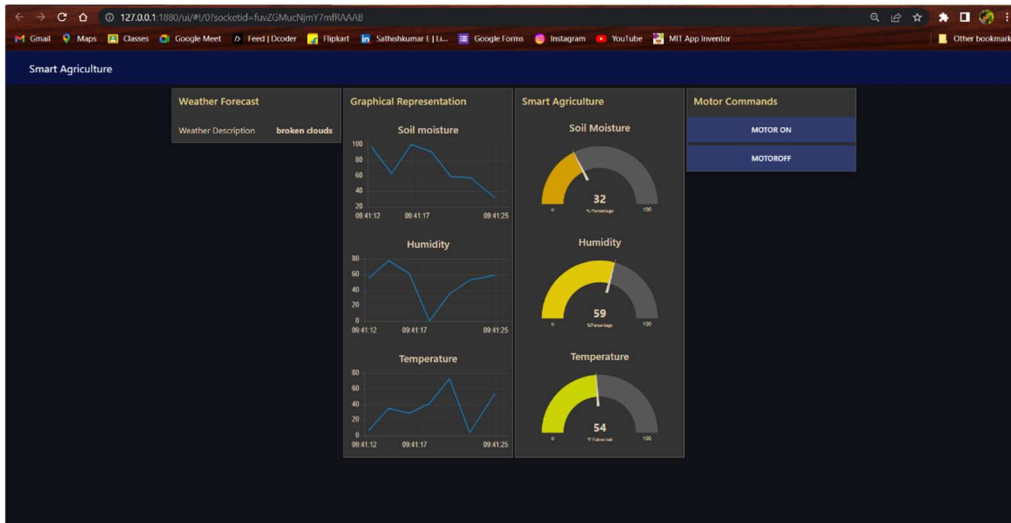 127.0.0.1:1880/ui/#!/0?socketid=fuvZGMucNjmY7mfRAAAB
Gmail Maps Classes Google Meet Feed | Dcoder Flipkart Sathishkumar E | Li... Google Forms Instagram YouTube MIT App Inventor Other bookmark
Smart Agriculture
Weather Forecast
Weather Description broken clouds
Graphical Representation
Soil moisture
100
80
60
40
20
09:41:12 09:41:17 09:41:25
Humidity
80
60
40
20
0
09:41:12 09:41:17 09:41:25
Temperature
80
60
40
20
0
09:41:12 09:41:17 09:41:25
Smart Agriculture
Soil Moisture
32
0 % Percentage 100
Humidity
59
0 %Percentage 100
Temperature
54
0 100
Motor Commands
MOTOR ON
MOTOROFF